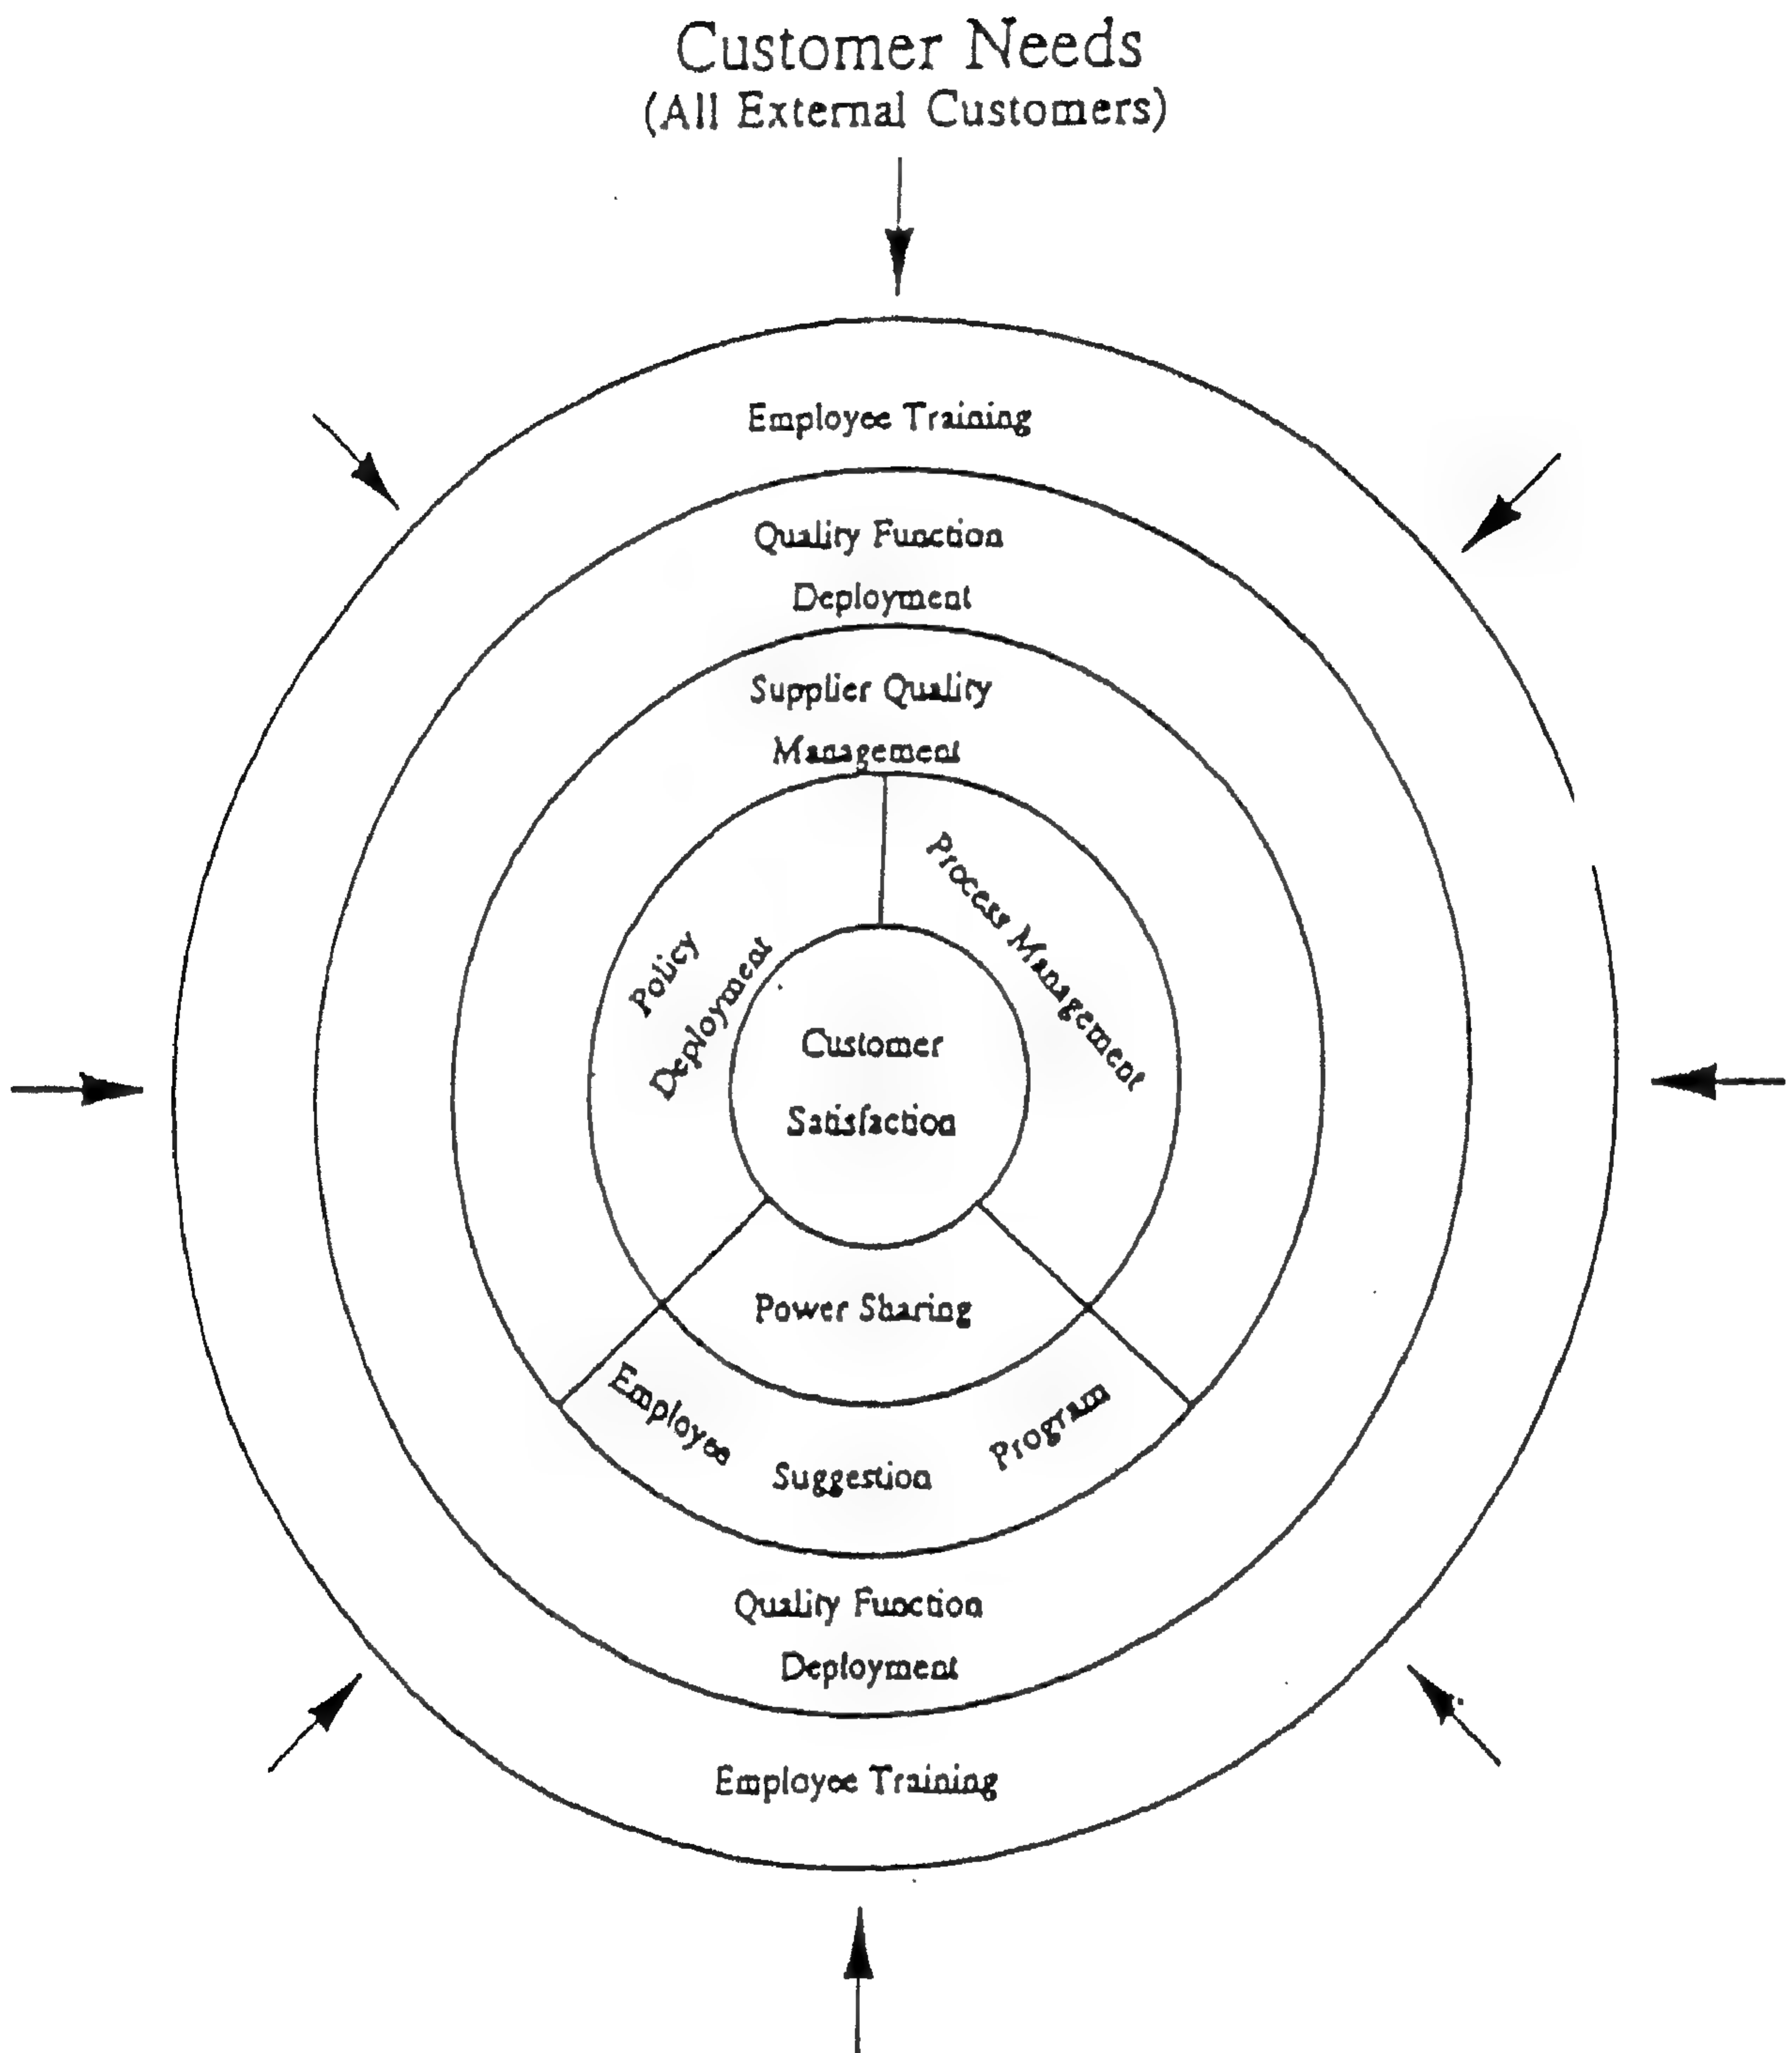 Customer Needs
(All External Customers)
Employee Training
Quality Function
Deployment
Supplier Quality
Management
Process Management
Policy
Deployment
Customer
Satisfaction
Power Sharing
Employee
Suggestion
Program
Quality Function
Deployment
Employee Training